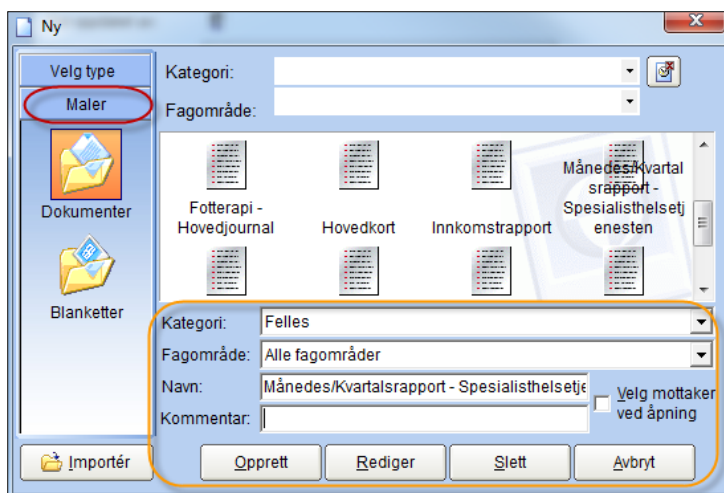 Ny
Velg type
Maler
Dokumenter
Blanketter
Importér
Kategori:
Fagområde:
Fotterapi -
Hovedjournal
Hovedkort
Innkomstrapport
Månedes/Kvartal
srapport -
Spesialisthelsetj
enesten
Kategori: Felles
Fagområde: Alle fagområder
Navn: Månedes/Kvartalsrapport - Spesialisthelsetje
Kommentar:
Velg mottaker
ved åpning
Opprett Rediger Slett Avbryt